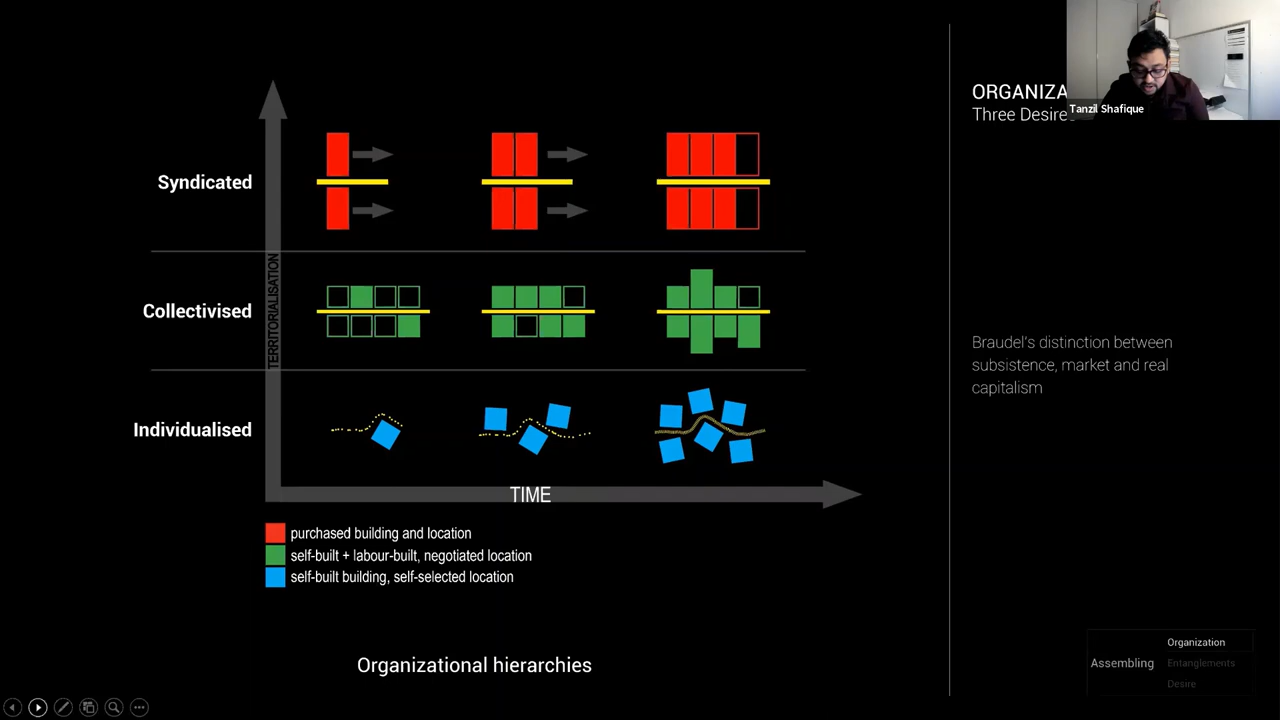 ORGANIZA
Three Desire
Tanzil Shafique
Syndicated
Collectivised
Individualised
TERRITORIALISATION
TIME
purchased building and location
self-built + labour-built, negotiated location
self-built building, self-selected location
Organizational hierarchies
Braudel's distinction between
subsistence, market and real
capitalism
Assembling
Organization
Entanglements
Desire